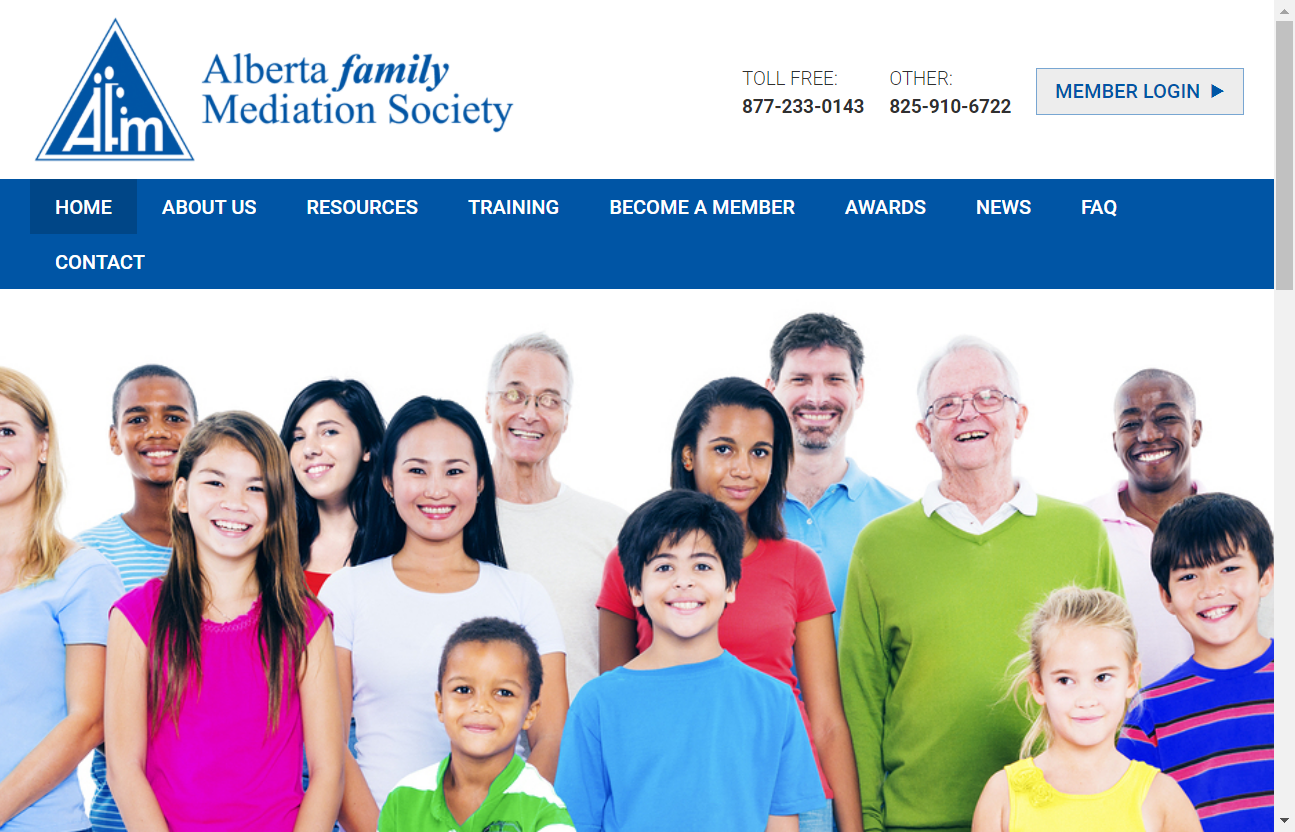 Afm
Alberta family
Mediation Society
TOLL FREE:
877-233-0143
OTHER:
825-910-6722
MEMBER LOGIN
HOME
ABOUT US
RESOURCES
TRAINING
BECOME A MEMBER
AWARDS
NEWS
FAQ
CONTACT